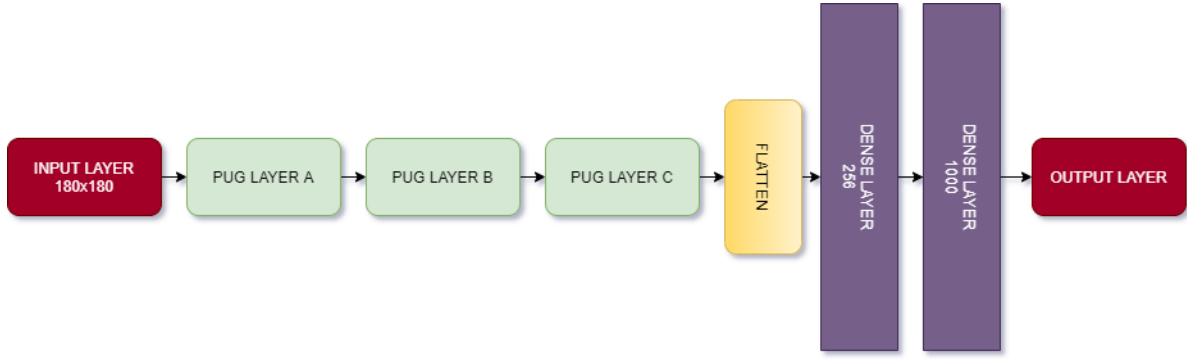 INPUT LAYER
180x180
PUG LAYER A
PUG LAYER B
PUG LAYER C
FLATTEN
DENSE LAYER
256
DENSE LAYER
1000
OUTPUT LAYER